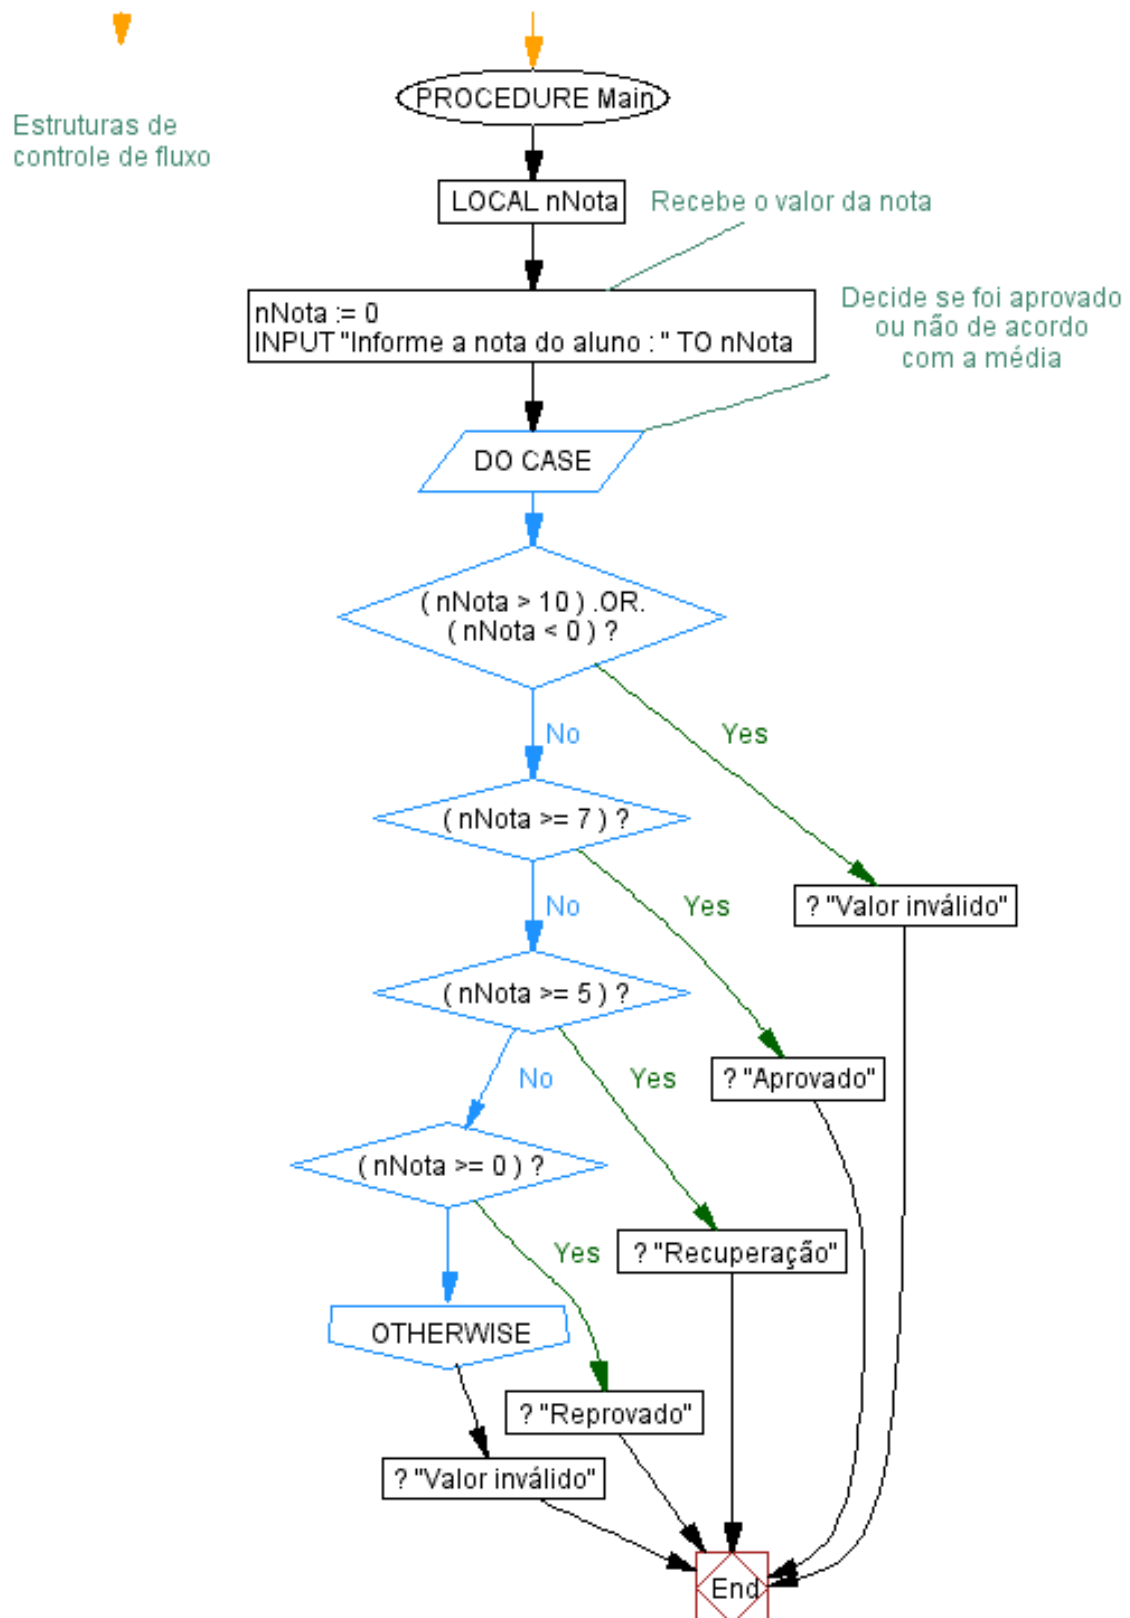 PROCEDURE Main
Estruturas de
controle de fluxo
LOCAL nNota
Recebe o valor da nota
nNota := 0
INPUT "Informe a nota do aluno : " TO nNota
Decide se foi aprovado
ou não de acordo
com a média
DO CASE
( nNota > 10 ) .OR.
( nNota < 0 ) ?
No
Yes
( nNota >= 7 ) ?
? "Valor inválido"
No
Yes
( nNota >= 5 ) ?
No
Yes
? "Aprovado"
( nNota >= 0 ) ?
Yes
? "Recuperação"
OTHERWISE
? "Reprovado"
? "Valor inválido"
End